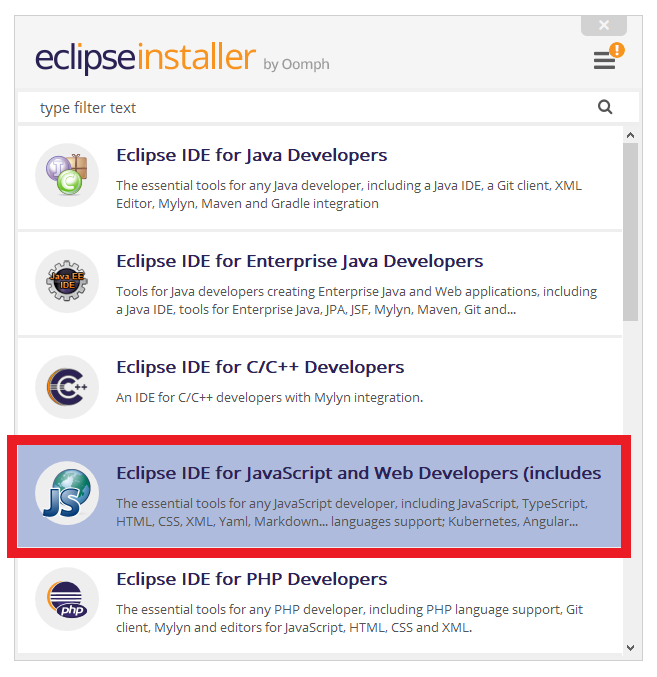 eclipseinstaller by Oomph
type filter text
Eclipse IDE for Java Developers
The essential tools for any Java developer, including a Java IDE, a Git client, XML
Editor, Mylyn, Maven and Gradle integration
Java EE
IDE
Eclipse IDE for Enterprise Java Developers
Tools for Java developers creating Enterprise Java and Web applications, including
a Java IDE, tools for Enterprise Java, JPA, JSF, Mylyn, Maven, Git and...
C++
Eclipse IDE for C/C++ Developers
An IDE for C/C++ developers with Mylyn integration.
JS
Eclipse IDE for JavaScript and Web Developers (includes
The essential tools for any JavaScript developer, including JavaScript, TypeScript,
HTML, CSS, XML, Yaml, Markdown... languages support; Kubernetes, Angular...
php
Eclipse IDE for PHP Developers
The essential tools for any PHP developer, including PHP language support, Git
client, Mylyn and editors for JavaScript, HTML, CSS and XML.